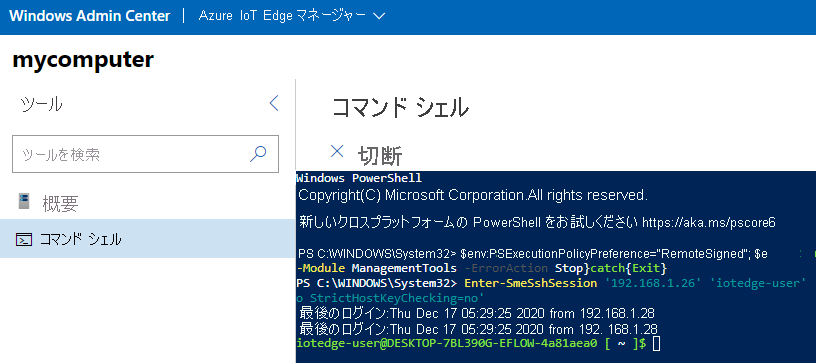 Windows Admin Center | Azure IoT Edge マネージャー
mycomputer
ツール
ツールを検索
概要
コマンド シェル
コマンド シェル
切断
Windows PowerShell
Copyright(C) Microsoft Corporation.All rights reserved.
新しいクロスプラットフォームの PowerShell をお試しください https://aka.ms/pscore6
PS C:\WINDOWS\System32> $env:PSExecutionPolicyPreference="RemoteSigned"; $e
-Module ManagementTools -ErrorAction Stop}catch{Exit}
PS C:\WINDOWS\System32> Enter-SmeSshSession '192.168.1.26' 'iotedge-user'
o StrictHostKeyChecking=no'
最後のログイン:Thu Dec 17 05:29:25 2020 from 192.168.1.28
最後のログイン:Thu Dec 17 05:29:25 2020 from 192. 168.1.28
iotedge-user@DESKTOP-7BL390G-EFLOW-4a81aea0 [ ~ ]$